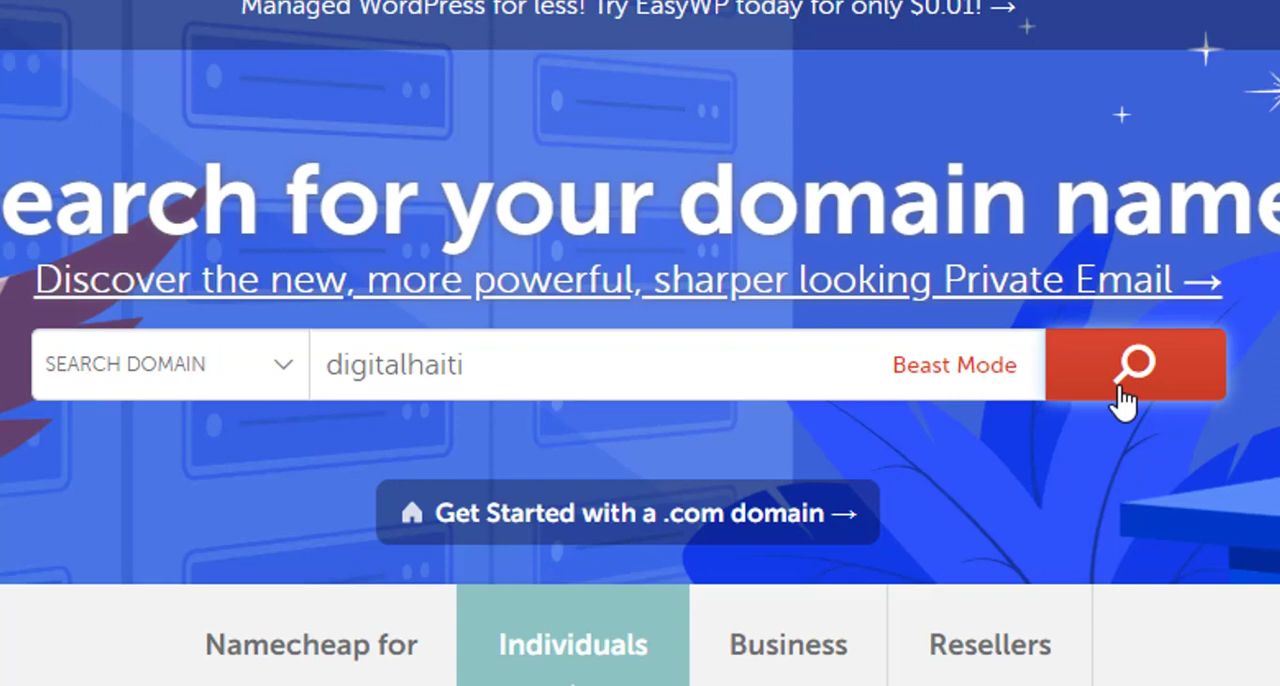 Managed WordPress for less! Try EasyWP today for only $0.01! →
earch for your domain name
Discover the new, more powerful, sharper looking Private Email →
SEARCH DOMAIN
digitalhaiti
Beast Mode
Get Started with a .com domain →
Namecheap for
Individuals
Business
Resellers